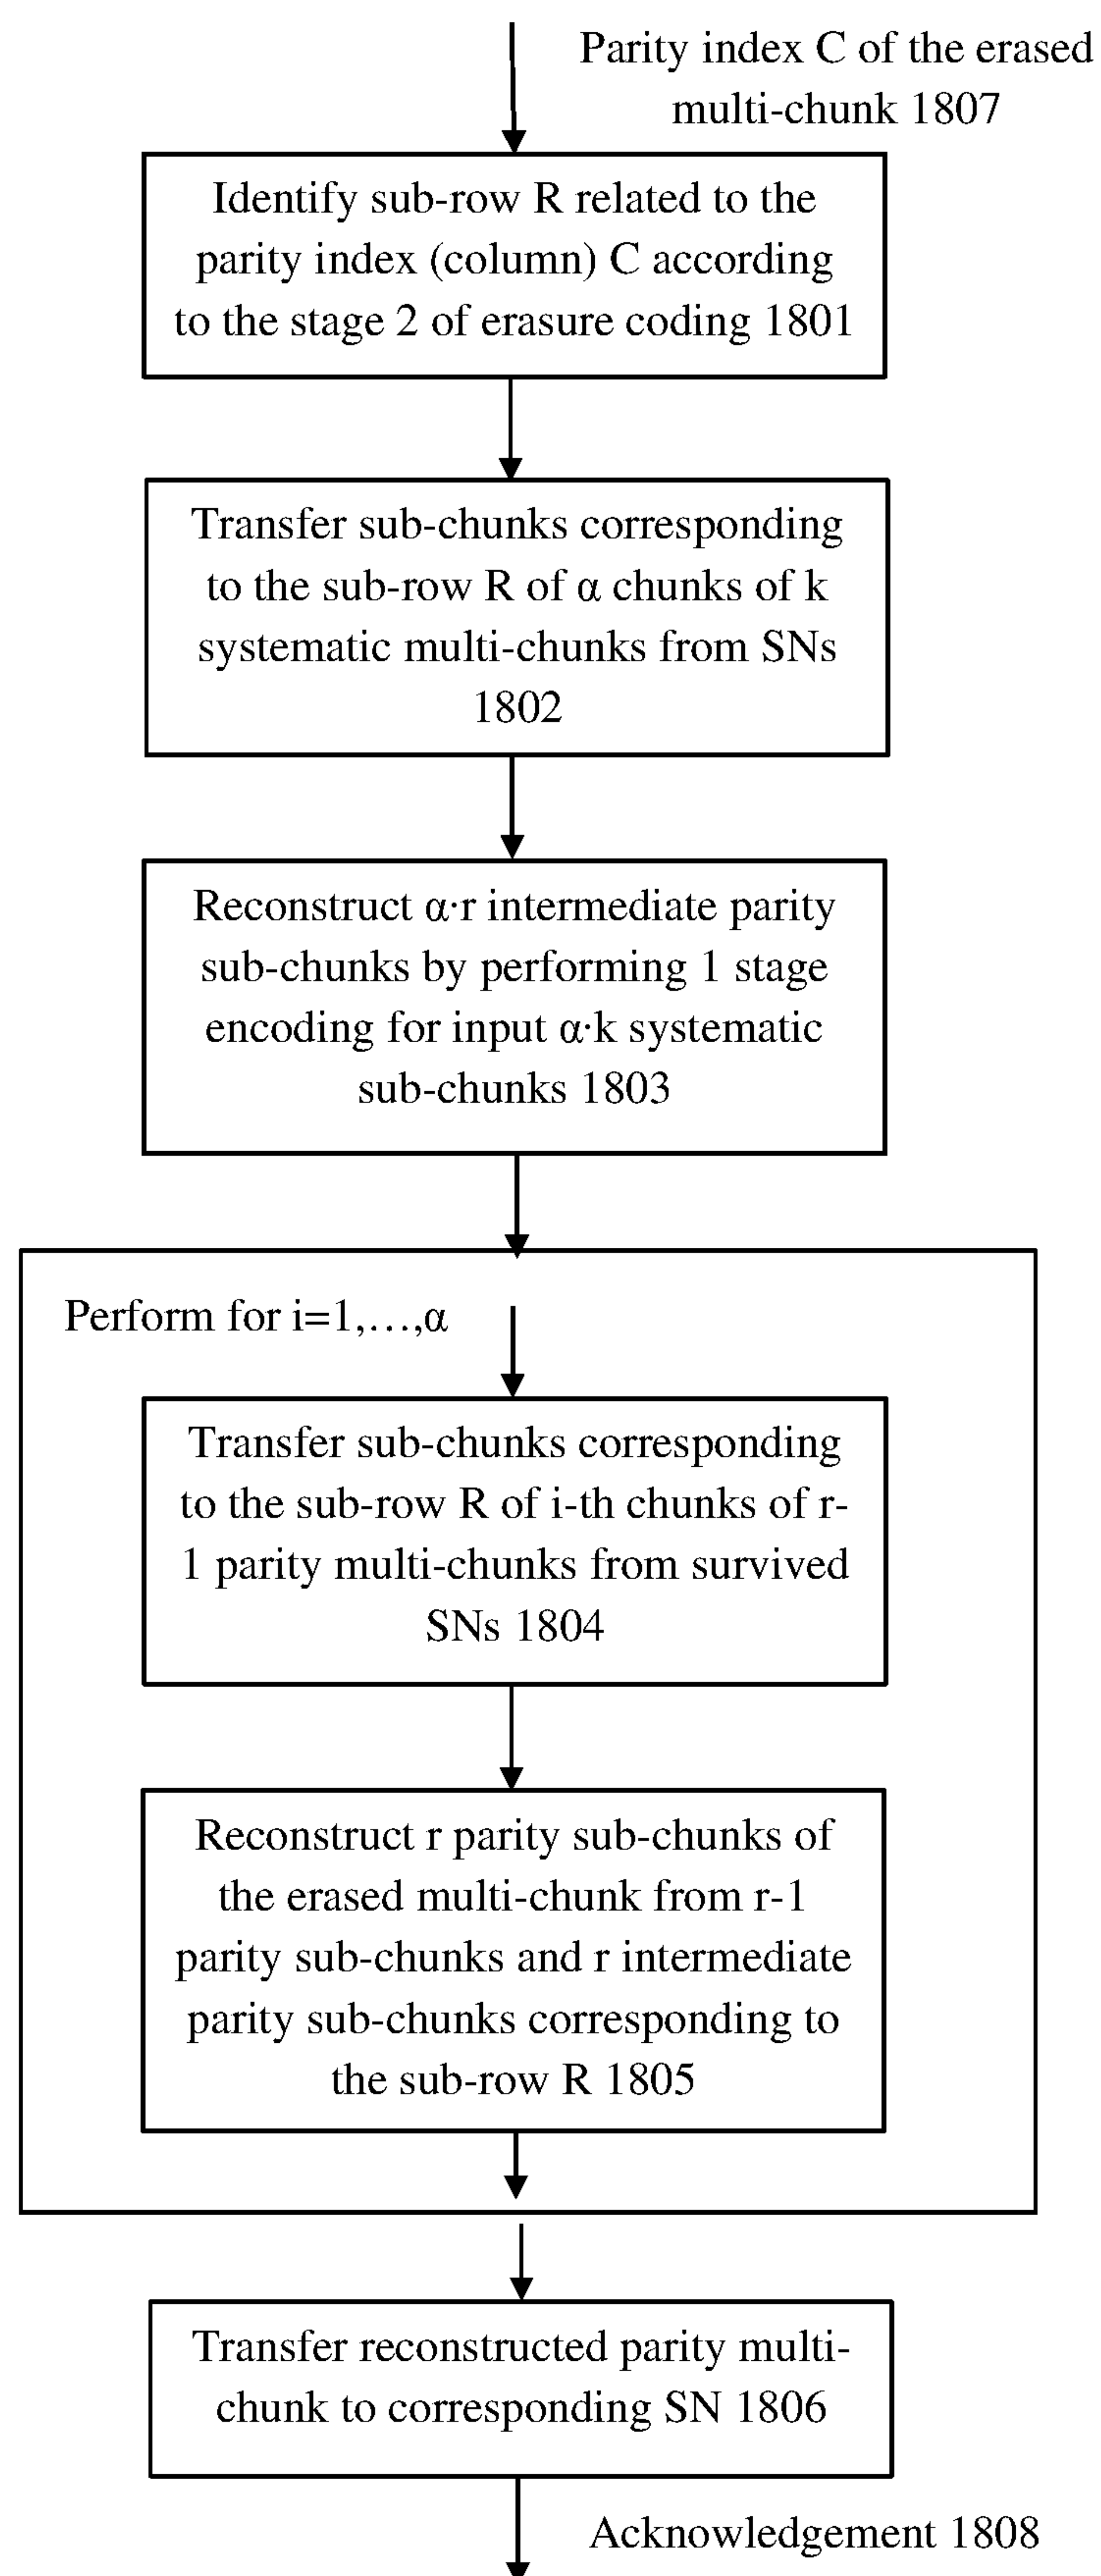 Parity index C of the erased
multi-chunk 1807
Identify sub-row R related to the
parity index (column) C according
to the stage 2 of erasure coding 1801
Transfer sub-chunks corresponding
to the sub-row R of α chunks of k
systematic multi-chunks from SNs
1802
Reconstruct α·r intermediate parity
sub-chunks by performing 1 stage
encoding for input α·k systematic
sub-chunks 1803
Perform for i=1,…,α
Transfer sub-chunks corresponding
to the sub-row R of i-th chunks of r-
1 parity multi-chunks from survived
SNs 1804
Reconstruct r parity sub-chunks of
the erased multi-chunk from r-1
parity sub-chunks and r intermediate
parity sub-chunks corresponding to
the sub-row R 1805
Transfer reconstructed parity multi-
chunk to corresponding SN 1806
Acknowledgement 1808